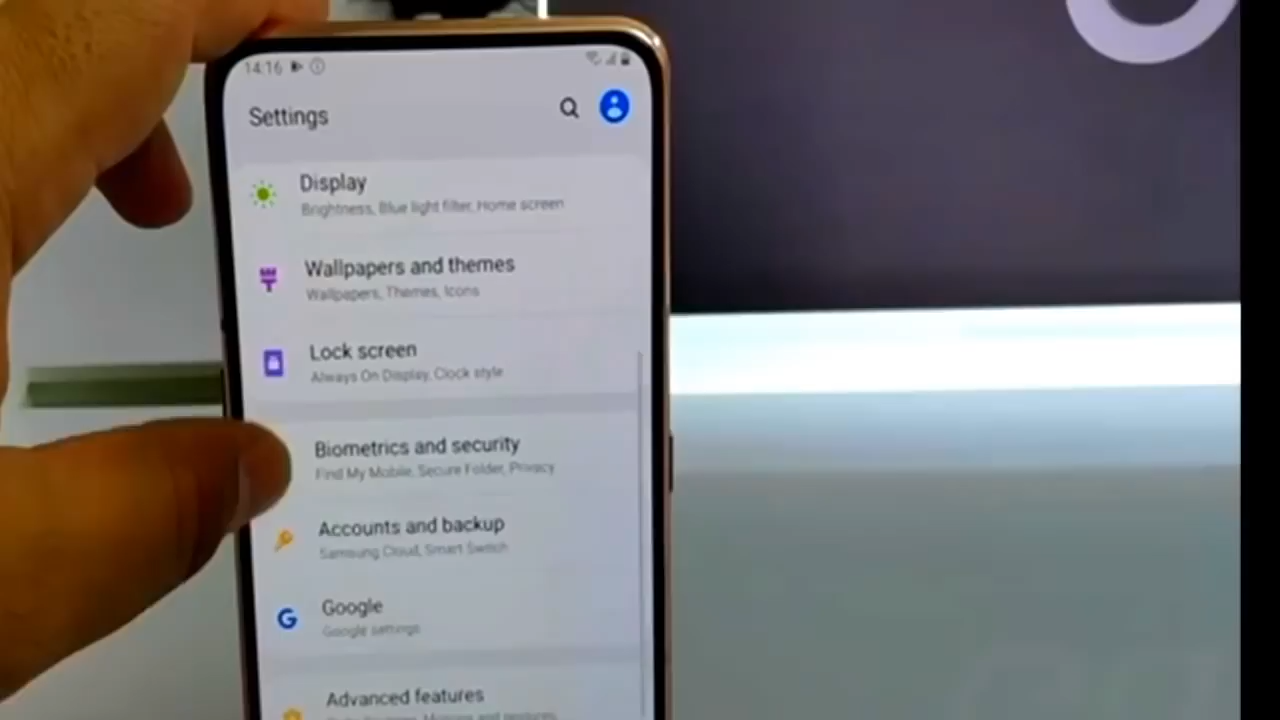 14:16
Settings
Display
Brightness, Blue light filter, Home screen
Wallpapers and themes
Wallpapers, Themes, Icons
Lock screen
Always On Display, Clock style
Biometrics and security
Find My Mobile, Secure Folder, Privacy
Accounts and backup
Samsung Cloud, Smart Switch
Google
Google settings
Advanced features